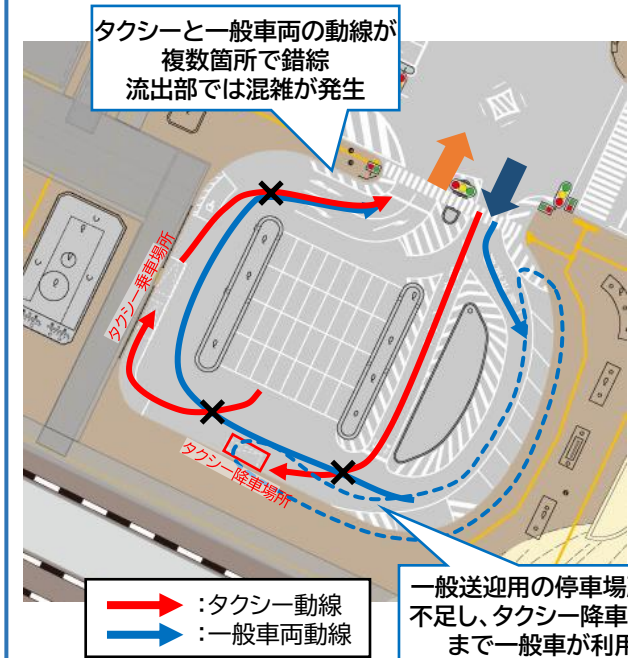 タクシーと一般車両の動線が
複数箇所で錯綜
流出部では混雑が発生
タクシー乗車場所
タクシー降車場所
:タクシー動線
:一般車両動線
一般送迎用の停車場
不足し、タクシー降車
まで一般車が利用